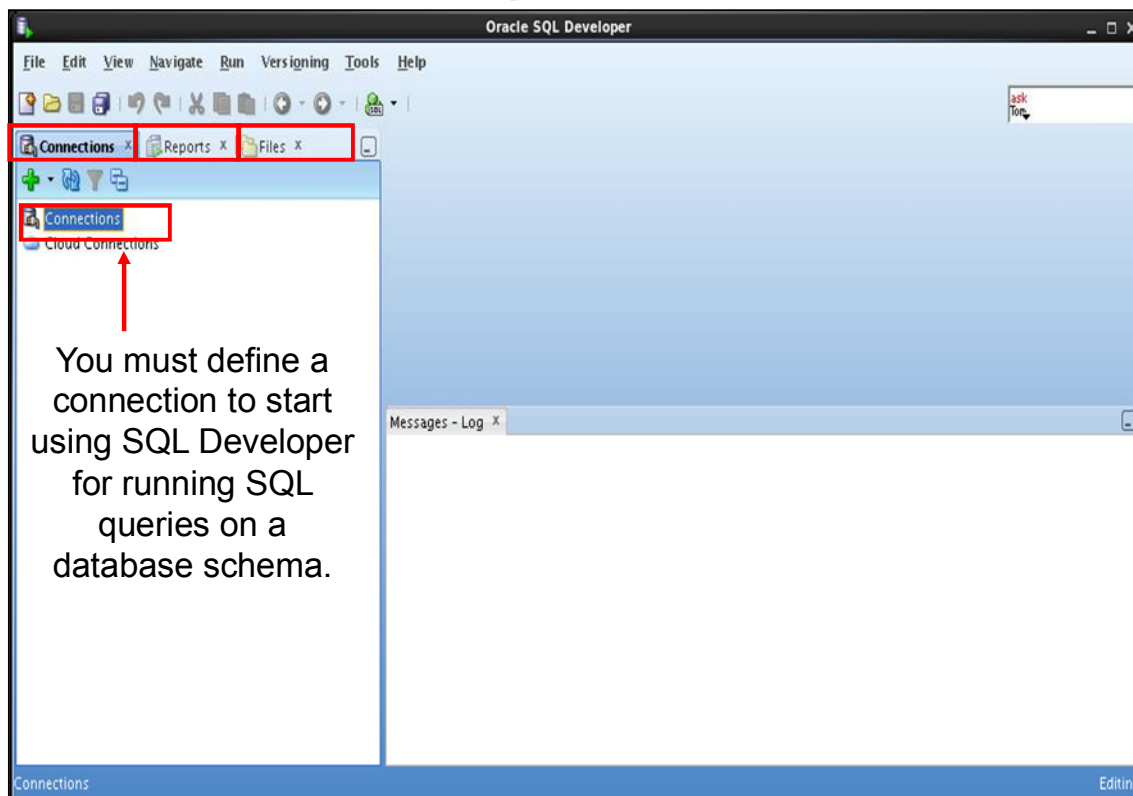 Oracle SQL Developer
File Edit View Navigate Run Versioning Tools Help
SQL
ask
Tom
Connections x Reports x Files x
Connections
Cloud Connections
You must define a
connection to start
using SQL Developer
for running SQL
queries on a
database schema.
Messages - Log x
Connections
Editin